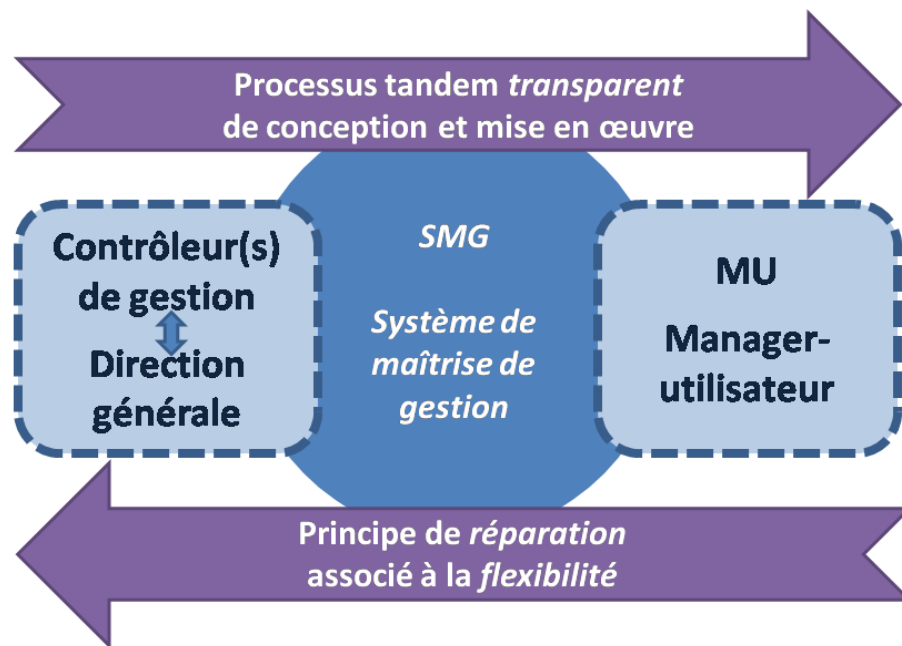 Processus tandem transparent
de conception et mise en œuvre
Contrôleur(s)
de gestion
Direction
générale
SMG
Système de
maîtrise de
gestion
MU
Manager-
utilisateur
Principe de réparation
associé à la flexibilité